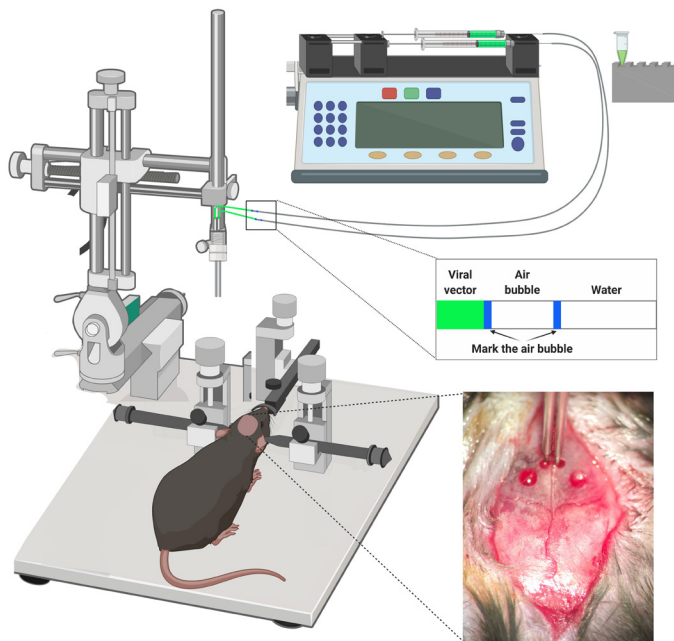 Viral
vector
Air
bubble
Water
Mark the air bubble